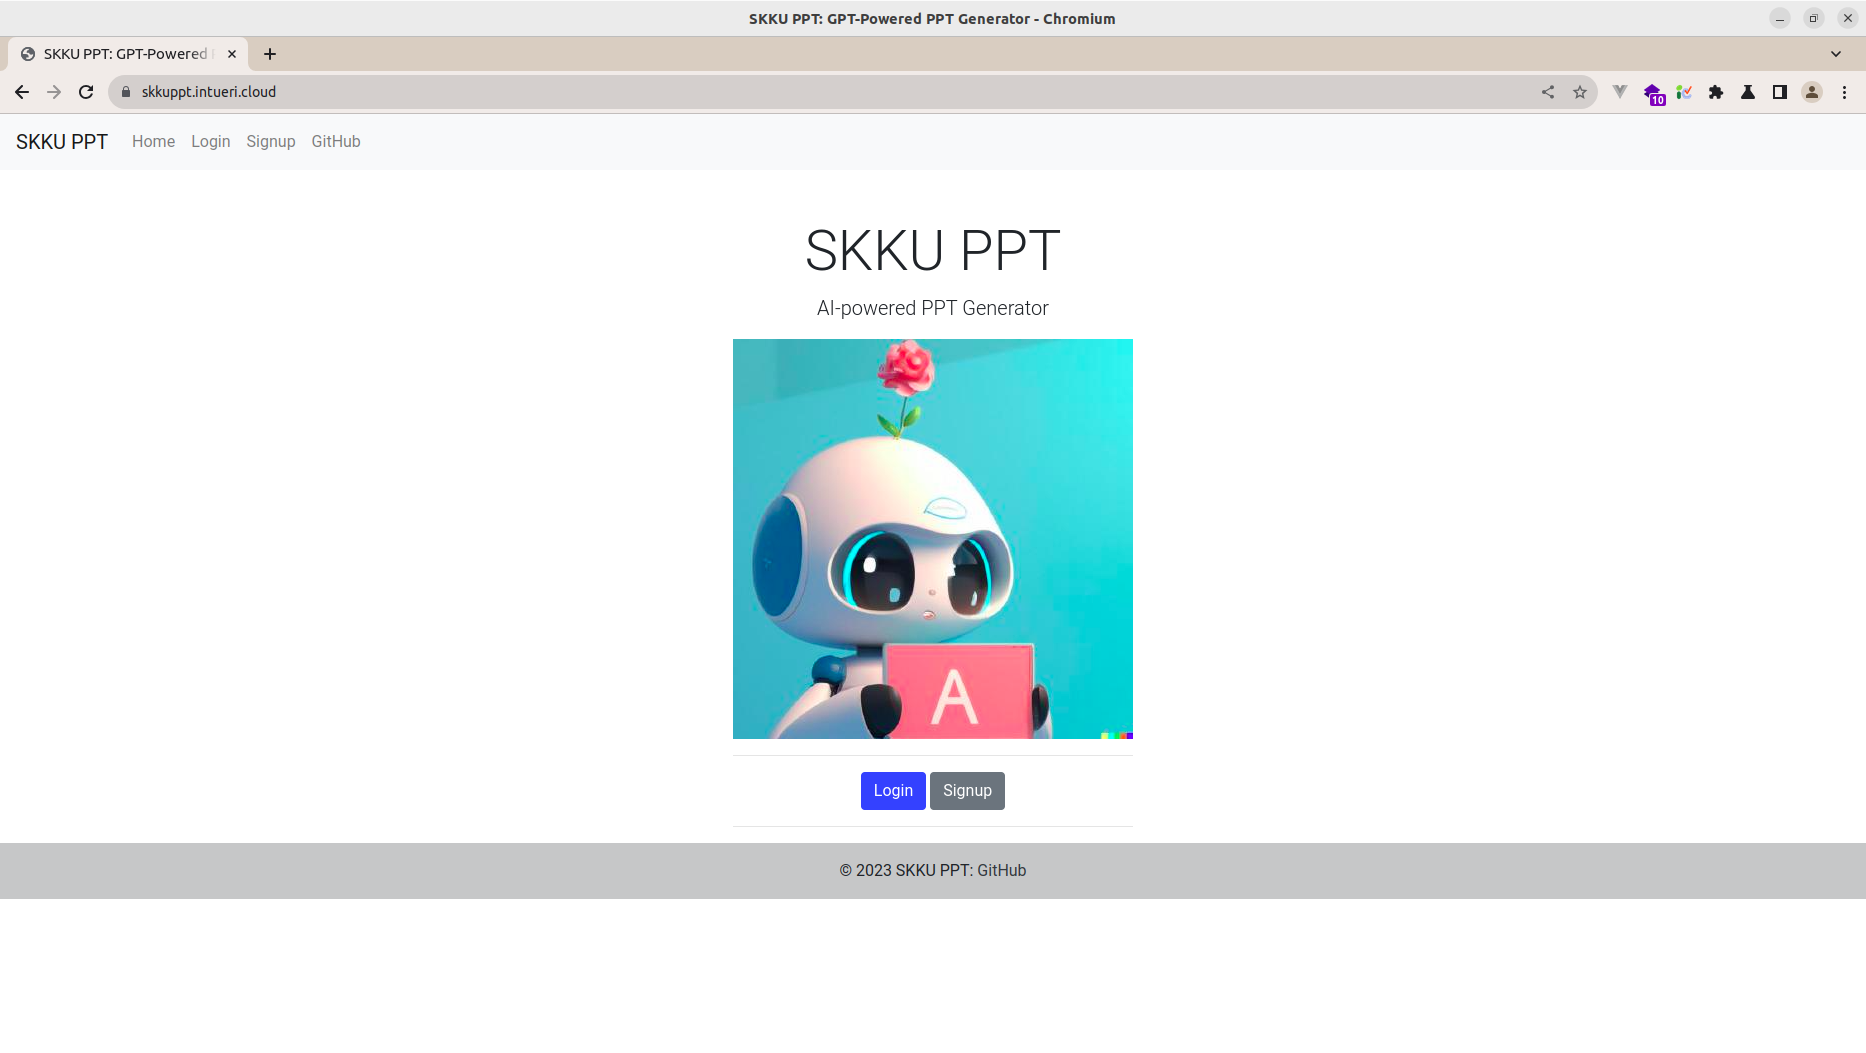 SKKU PPT: GPT-Powered PPT Generator - Chromium
SKKU PPT: GPT-Powered
skkuppt.intueri.cloud
10
SKKU PPT Home Login Signup GitHub
SKKU PPT
AI-powered PPT Generator
A
Login Signup
© 2023 SKKU PPT: GitHub